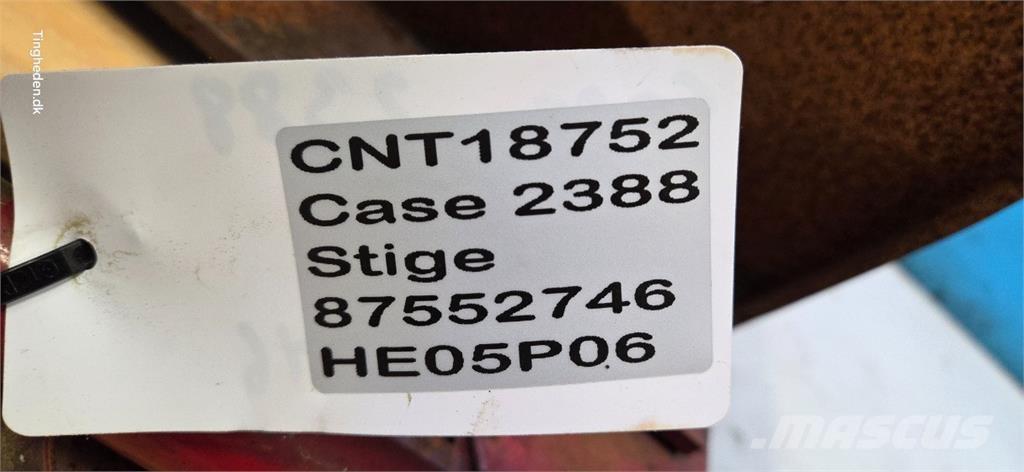 Tingheden.dk
CNT18752
Case 2388
Stige
87552746
HE05P06
MASCUS